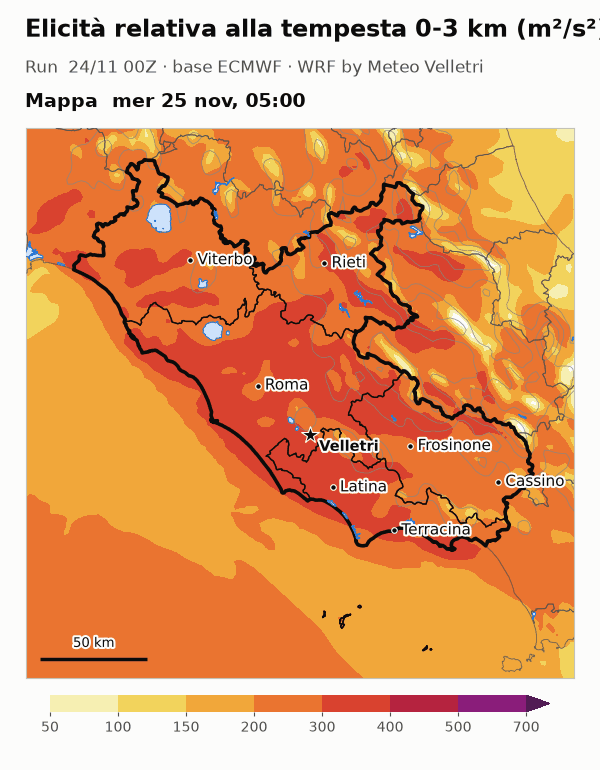 Elicità relativa alla tempesta 0-3 km (m²/s²)
Run  24/11 00Z · base ECMWF · WRF by Meteo Velletri
Mappa  mer 25 nov, 05:00
Viterbo
Rieti
Roma
Velletri
Frosinone
Cassino
Latina
Terracina
50 km
50 100 150 200 300 400 500 700